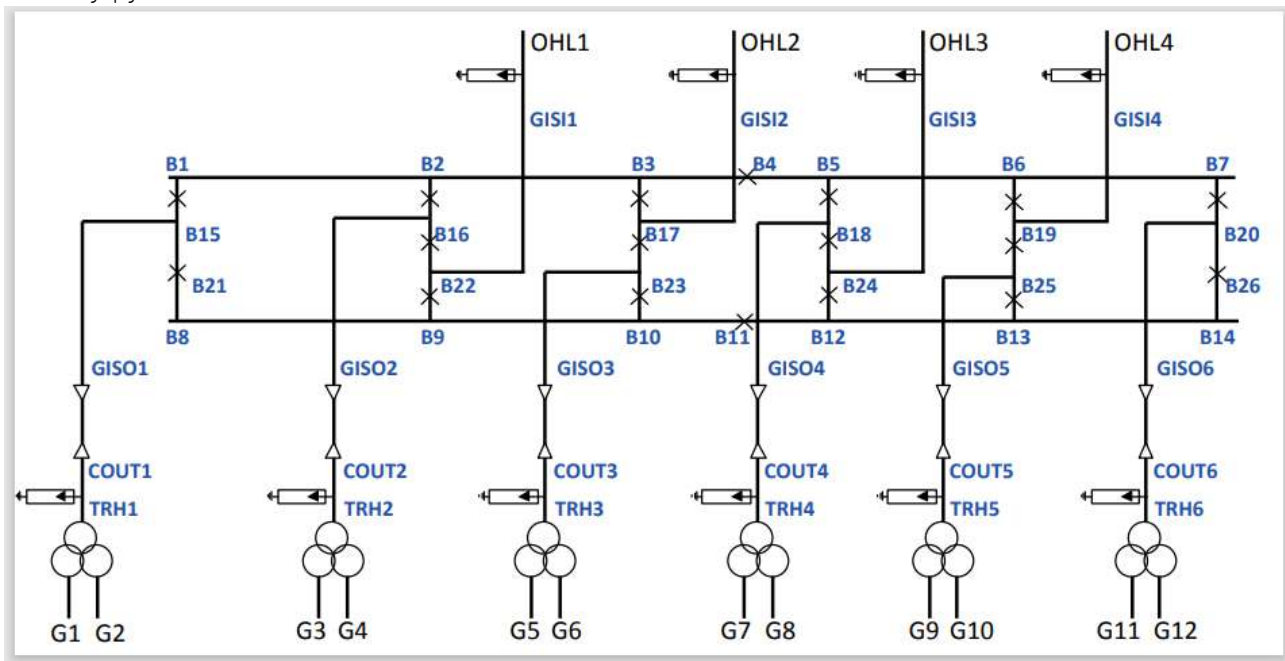 OHL1 OHL2 OHL3 OHL4
GISI1 GISI2 GISI3 GISI4
B1 B2 B3 B4 B5 B6 B7
B15 B16 B17 B18 B19 B20
B21 B22 B23 B24 B25 B26
B8 B9 B10 B11 B12 B13 B14
GISO1 GISO2 GISO3 GISO4 GISO5 GISO6
COUT1 COUT2 COUT3 COUT4 COUT5 COUT6
TRH1 TRH2 TRH3 TRH4 TRH5 TRH6
G1 G2 G3 G4 G5 G6 G7 G8 G9 G10 G11 G12